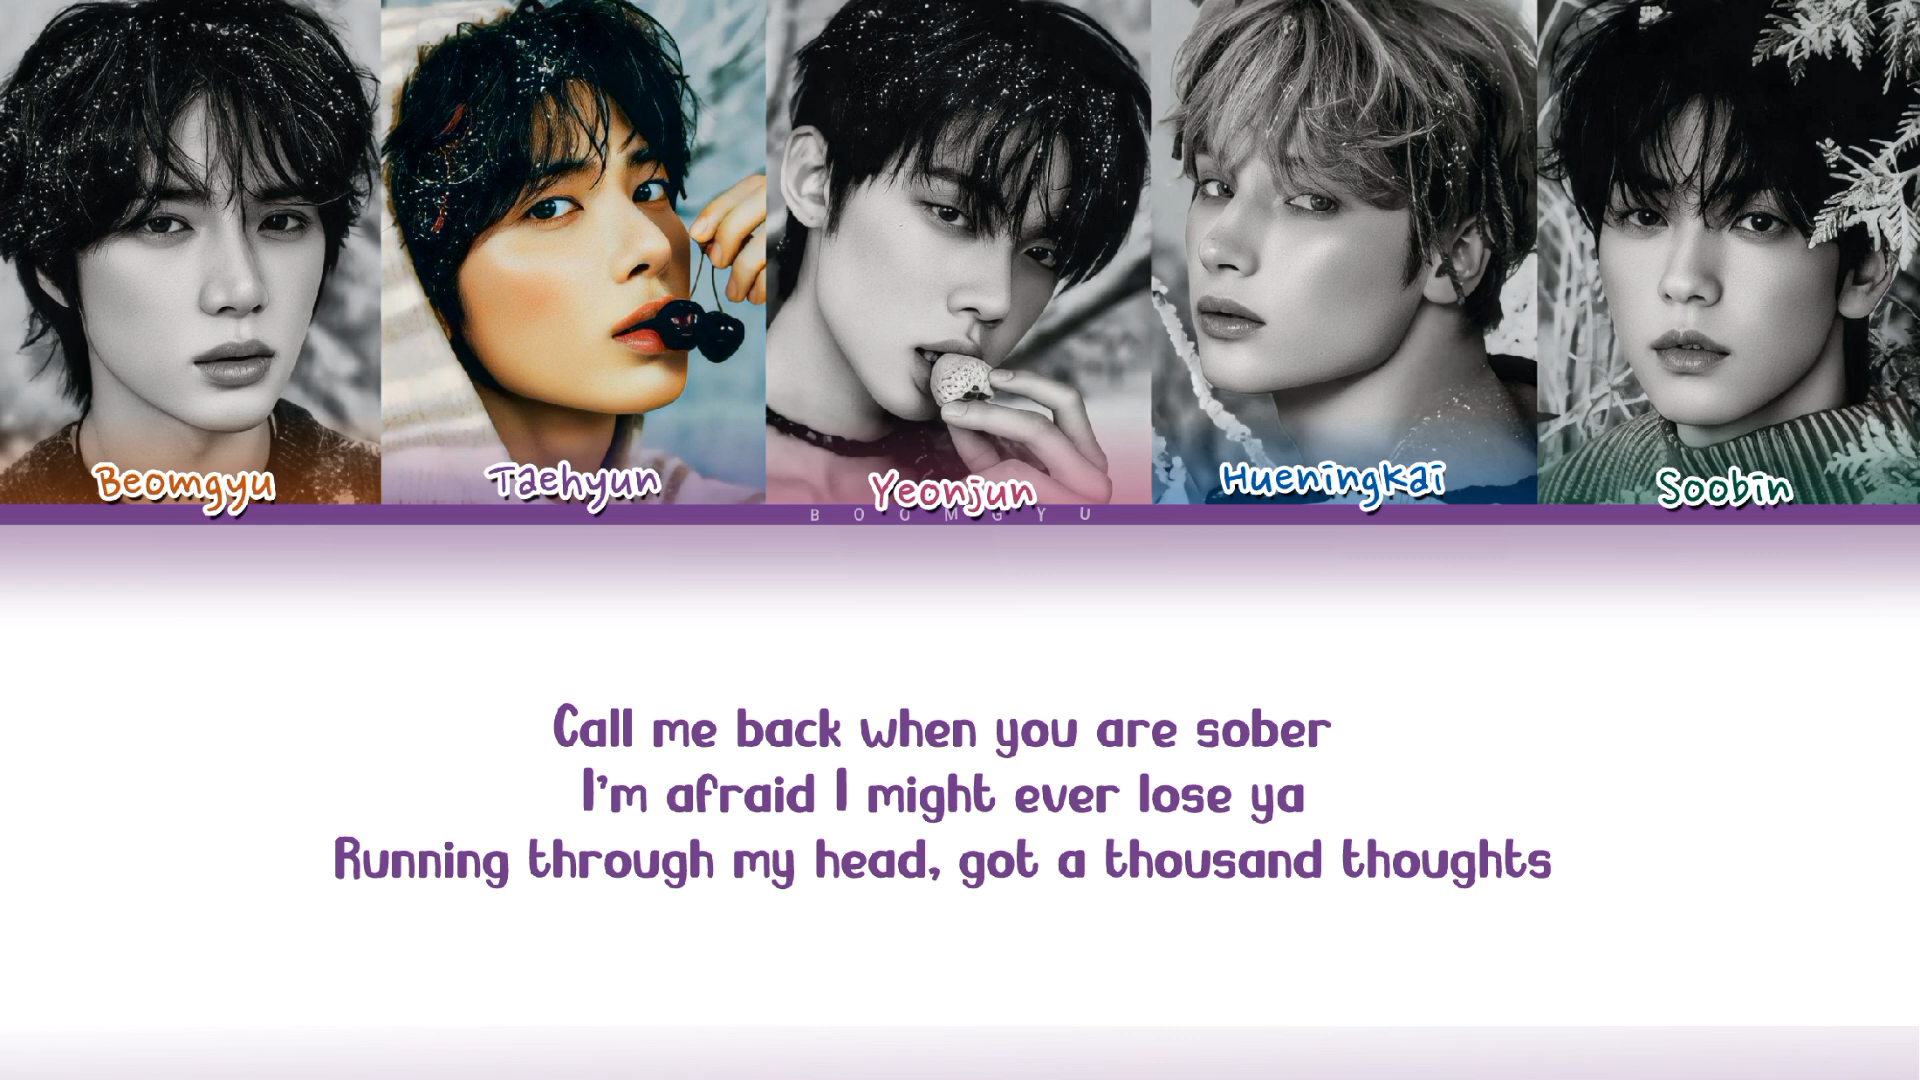 Beomgyu
Taehyun
Yeonjun
Hueningkai
Soobin
BOOMGYU
Call me back when you are sober
I'm afraid I might ever lose ya
Running through my head, got a thousand thoughts